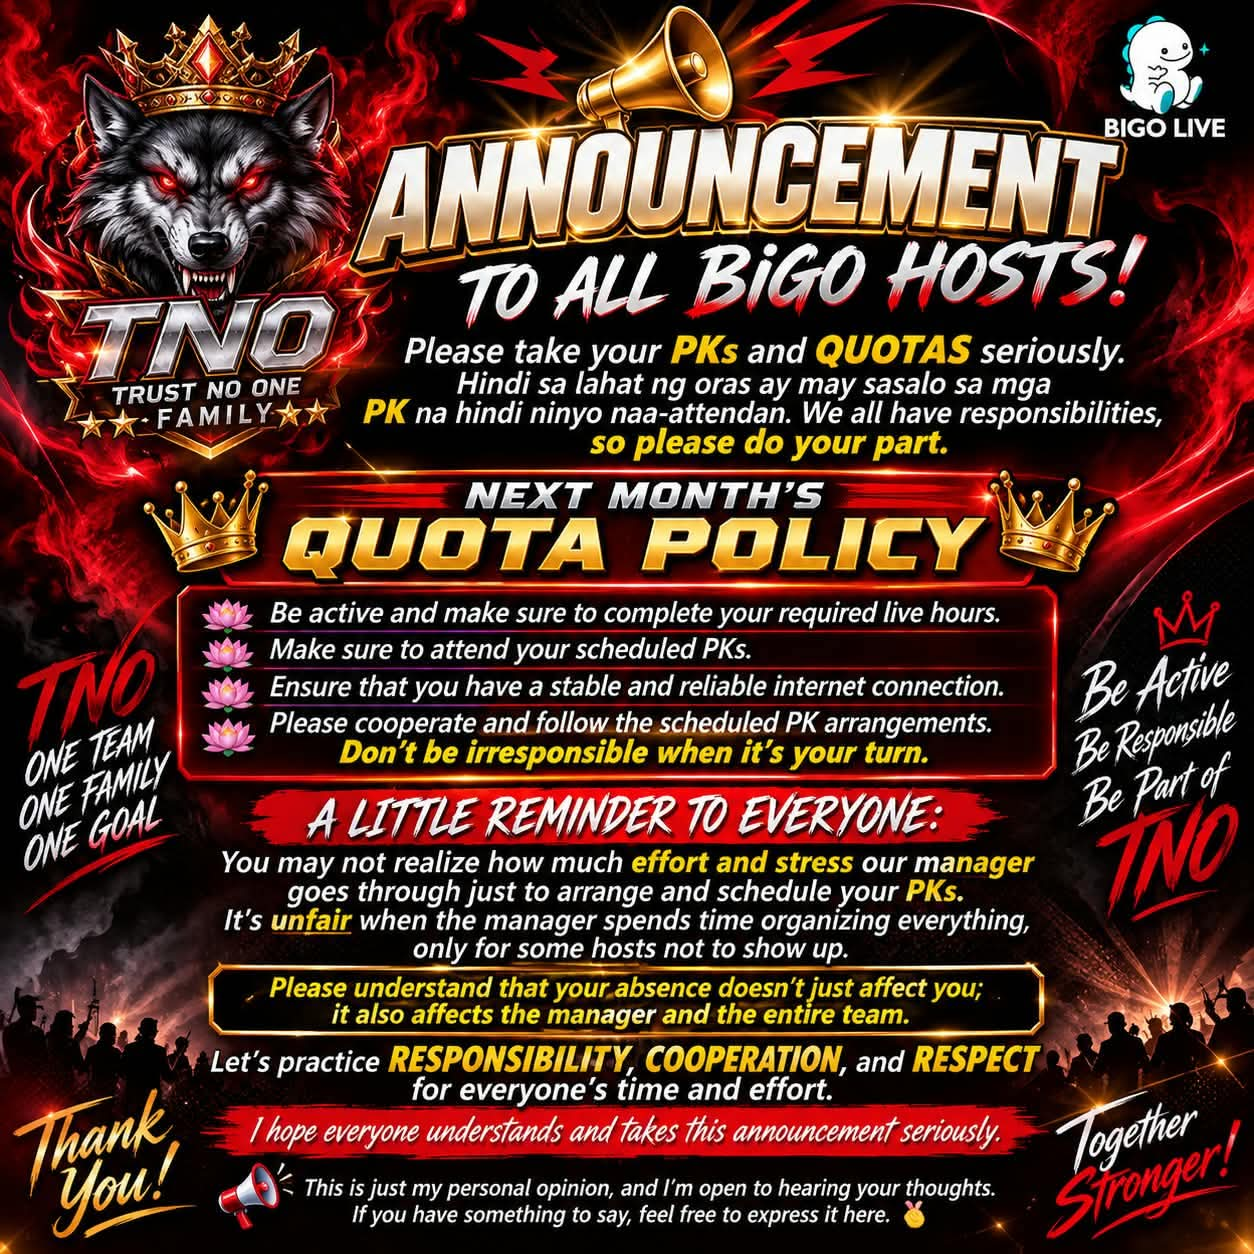 BIGO LIVE
TNO
TRUST NO ONE
FAMILY
ANNOUNCEMENT
TO ALL BiGO HOSTS!
Please take your PKs and QUOTAS seriously.
Hindi sa lahat ng oras ay may sasalo sa mga
PK na hindi ninyo naa-attendan. We all have responsibilities,
so please do your part.
NEXT MONTH'S
QUOTA POLICY
Be active and make sure to complete your required live hours.
Make sure to attend your scheduled PKs.
Ensure that you have a stable and reliable internet connection.
Please cooperate and follow the scheduled PK arrangements.
Don't be irresponsible when it's your turn.
TNO
ONE TEAM
ONE FAMILY
ONE GOAL
Be Active
Be Responsible
Be Part of
TNO
A LITTLE REMINDER TO EVERYONE:
You may not realize how much effort and stress our manager
goes through just to arrange and schedule your PKs.
It's unfair when the manager spends time organizing everything,
only for some hosts not to show up.
Please understand that your absence doesn't just affect you;
it also affects the manager and the entire team.
Let's practice RESPONSIBILITY, COOPERATION, and RESPECT
for everyone's time and effort.
I hope everyone understands and takes this announcement seriously.
Thank
You!
Together
Stronger!
This is just my personal opinion, and I'm open to hearing your thoughts.
If you have something to say, feel free to express it here.